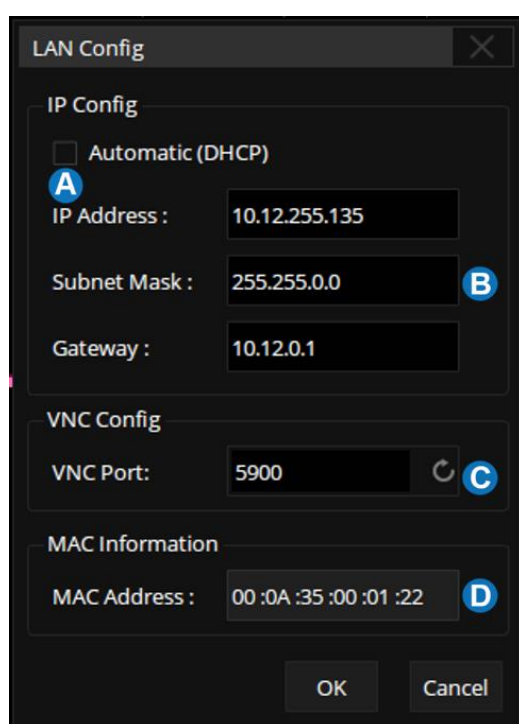 LAN Config
IP Config
Automatic (DHCP)
A
IP Address : 10.12.255.135
Subnet Mask : 255.255.0.0 B
Gateway : 10.12.0.1
VNC Config
VNC Port: 5900 C
MAC Information
MAC Address : 00 :0A :35 :00 :01 :22 D
OK Cancel